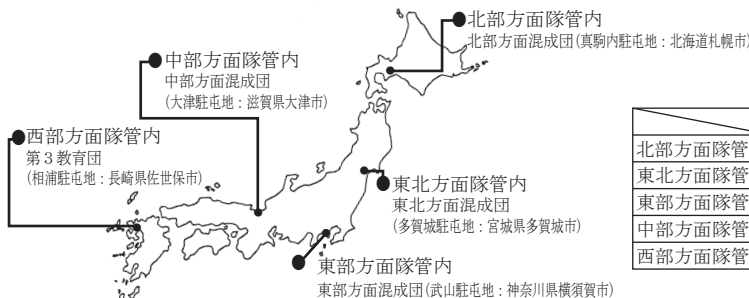 北部方面隊管内
北部方面混成団(真駒内駐屯地：北海道札幌市)
中部方面隊管内
中部方面混成団
(大津駐屯地：滋賀県大津市)
西部方面隊管内
第３教育団
(相浦駐屯地：長崎県佐世保市)
東北方面隊管内
東北方面混成団
(多賀城駐屯地：宮城県多賀城市)
東部方面隊管内
東部方面混成団(武山駐屯地：神奈川県横須賀市)
北部方面隊管
東北方面隊管
東部方面隊管
中部方面隊管
西部方面隊管